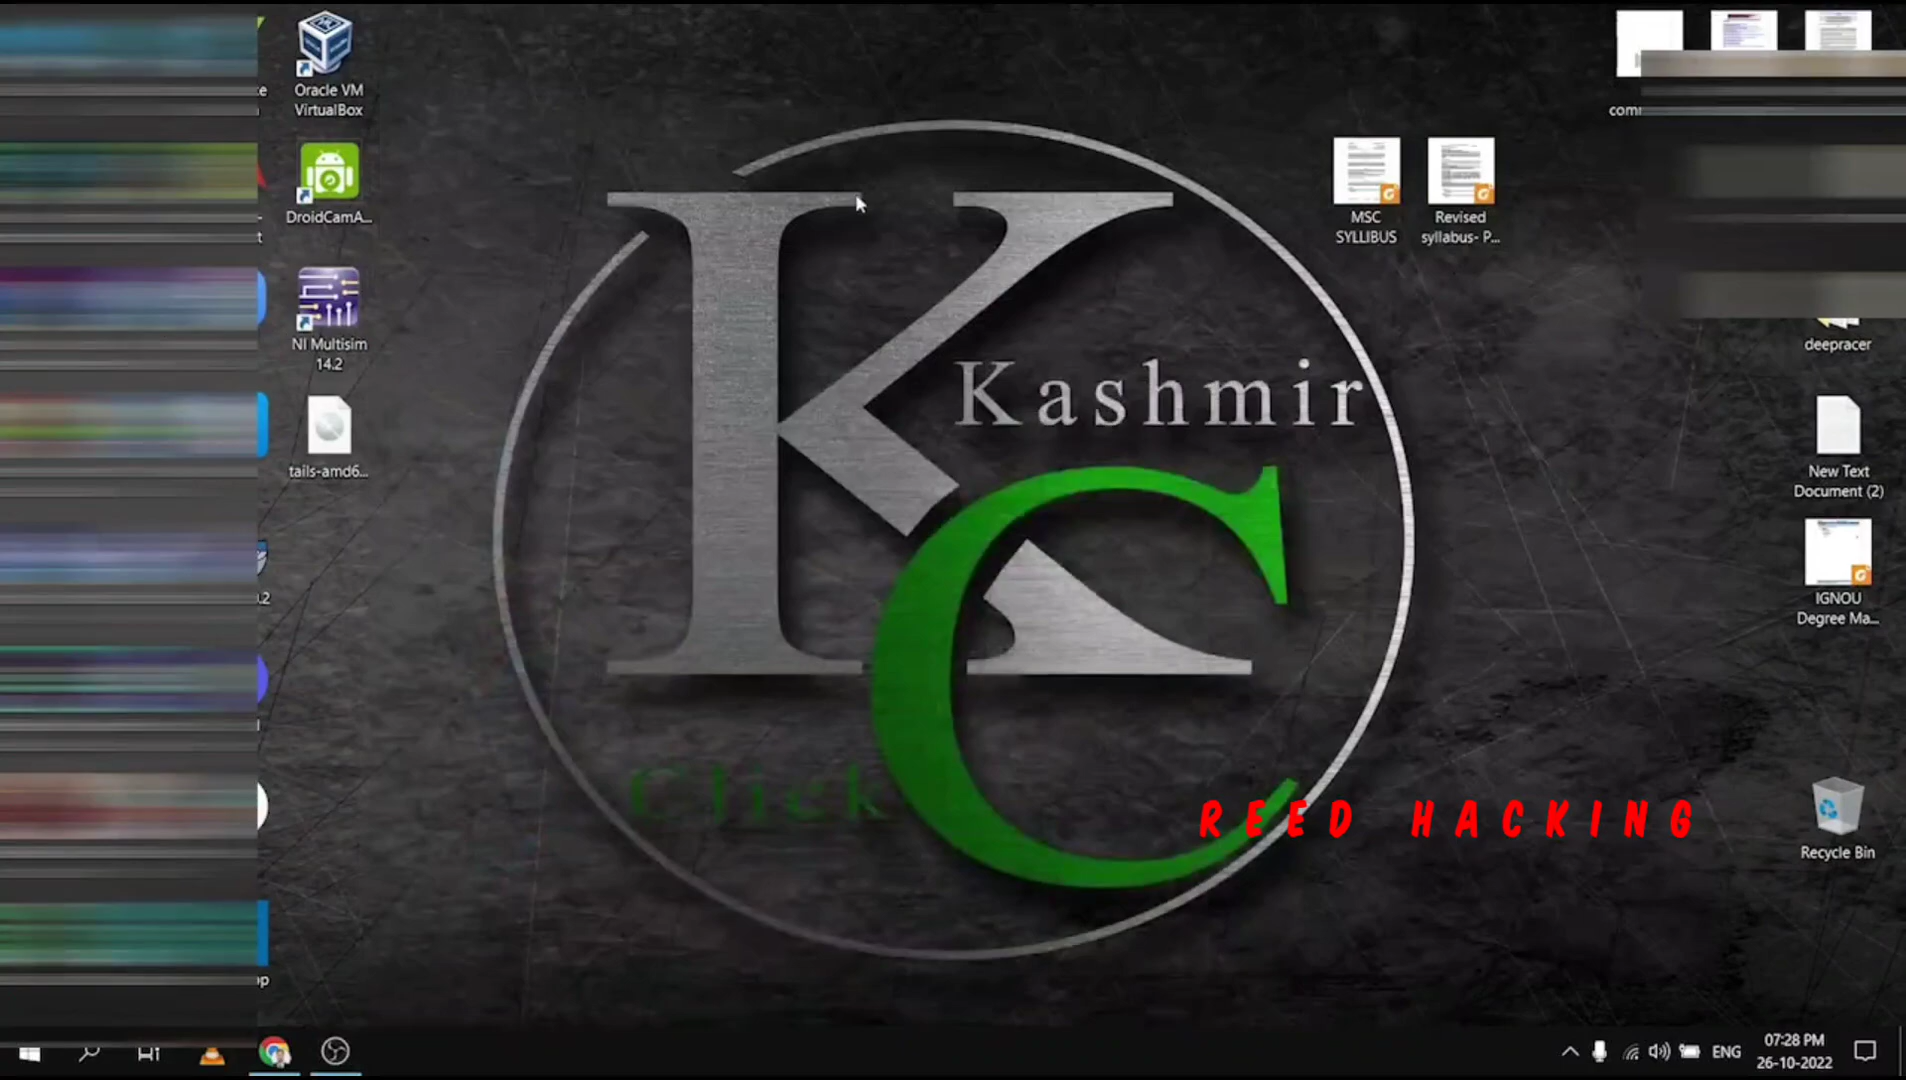 Oracle VM
VirtualBox
DroidCamA...
NI Multisim
14.2
tails-amd6...
MSC
SYLLIBUS
Revised
syllabus- P...
deepracer
New Text
Document (2)
IGNOU
Degree Ma...
Recycle Bin
Kashmir
Click
REED HACKING
ENG
07:28 PM
26-10-2022